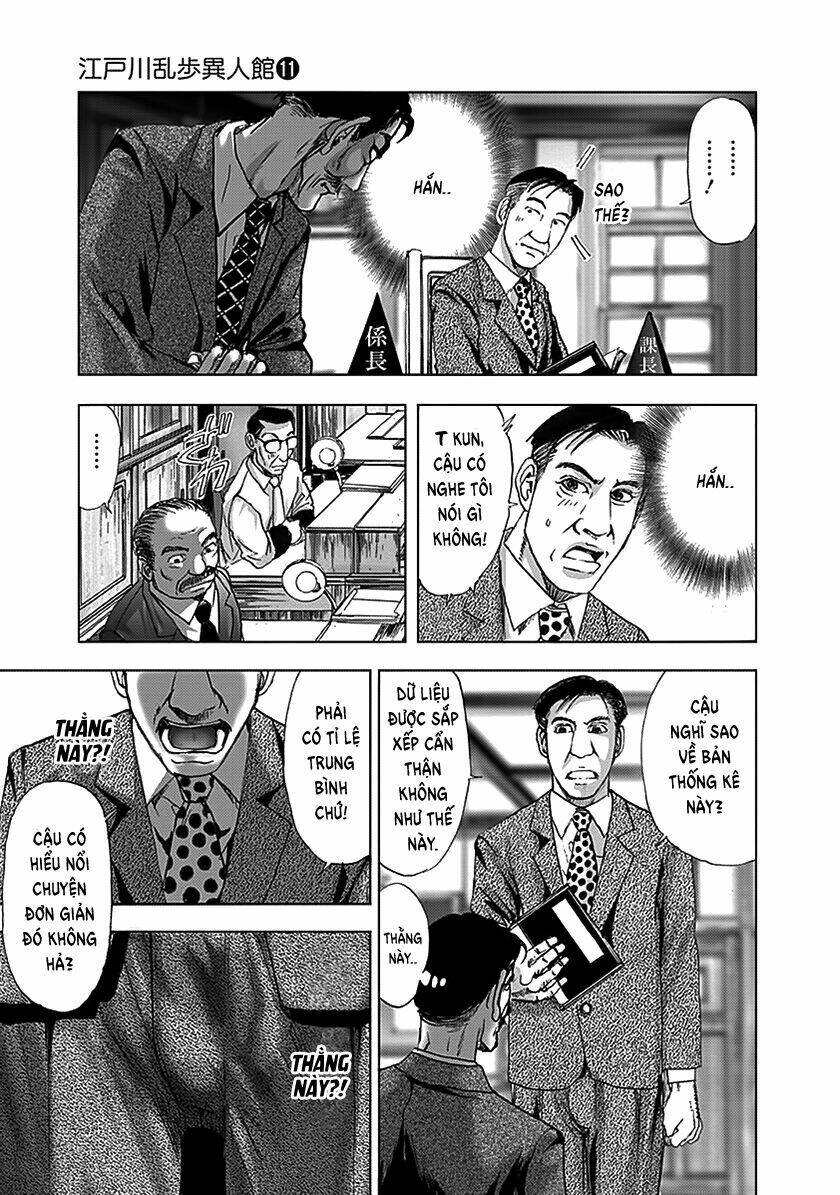 江戸川乱歩異人館⓫
………!
SAO
THẾ?
HẮN..
課長
係長
HẮN..
T KUN,
CẬU CÓ
NGHE TÔI
NÓI GÌ
KHÔNG!
……
CẬU
NGHĨ SAO
VỀ BẢN
THỐNG KÊ
NÀY?
DỮ LIỆU
ĐƯỢC SẮP
XẾP CẨN
THẬN
KHÔNG
NHƯ THẾ
NÀY.
THẰNG
NÀY..
PHẢI
CÓ TỈ LỆ
TRUNG
BÌNH
CHỨ!
THẰNG
NÀY?!
CẬU CÓ
HIỂU NỔI
CHUYỆN
ĐƠN GIẢN
ĐÓ KHÔNG
HẢ?
THẰNG
NÀY?!